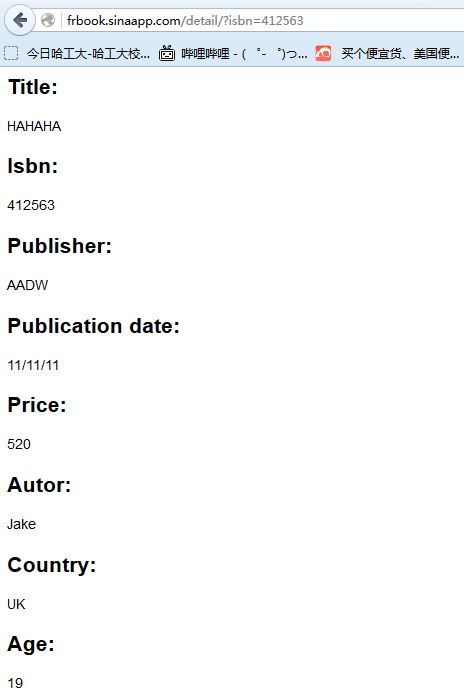 frbook.sinaapp.com/detail/?isbn=412563
今日哈工大-哈工大校... 哔哩哔哩 - ( ゜- ゜)つ... 买个便宜货、美国便...
Title:
HAHAHA
Isbn:
412563
Publisher:
AADW
Publication date:
11/11/11
Price:
520
Autor:
Jake
Country:
UK
Age:
19